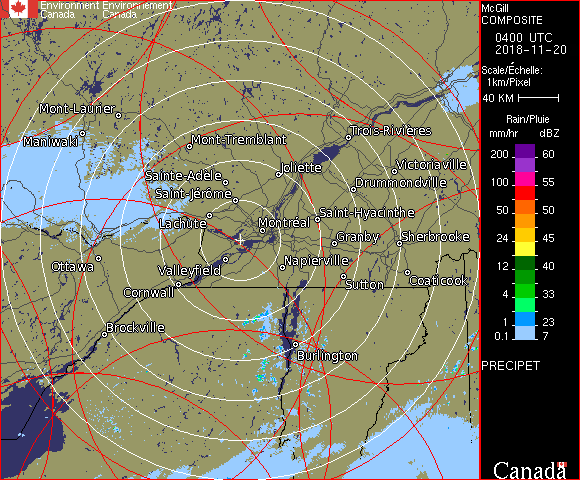 Environment Environnement
Canada Canada
McGill
COMPOSITE
0400 UTC
2018-11-20
Scale/Échelle:
1km/Pixel
40 KM
Rain/Pluie
mm/hr dBZ
200 60
100 55
50 50
24 45
12 40
4 33
1 23
0.1 7
PRECIPET
Canada
Mont-Laurier
Maniwaki
Mont-Tremblant
Trois-Rivières
Sainte-Adèle
Joliette
Victoriaville
Saint-Jérôme
Drummondville
Lachute
Montréal
Saint-Hyacinthe
Granby
Sherbrooke
Ottawa
Valleyfield
Napierville
Cornwall
Sutton
Coaticook
Brockville
Burlington